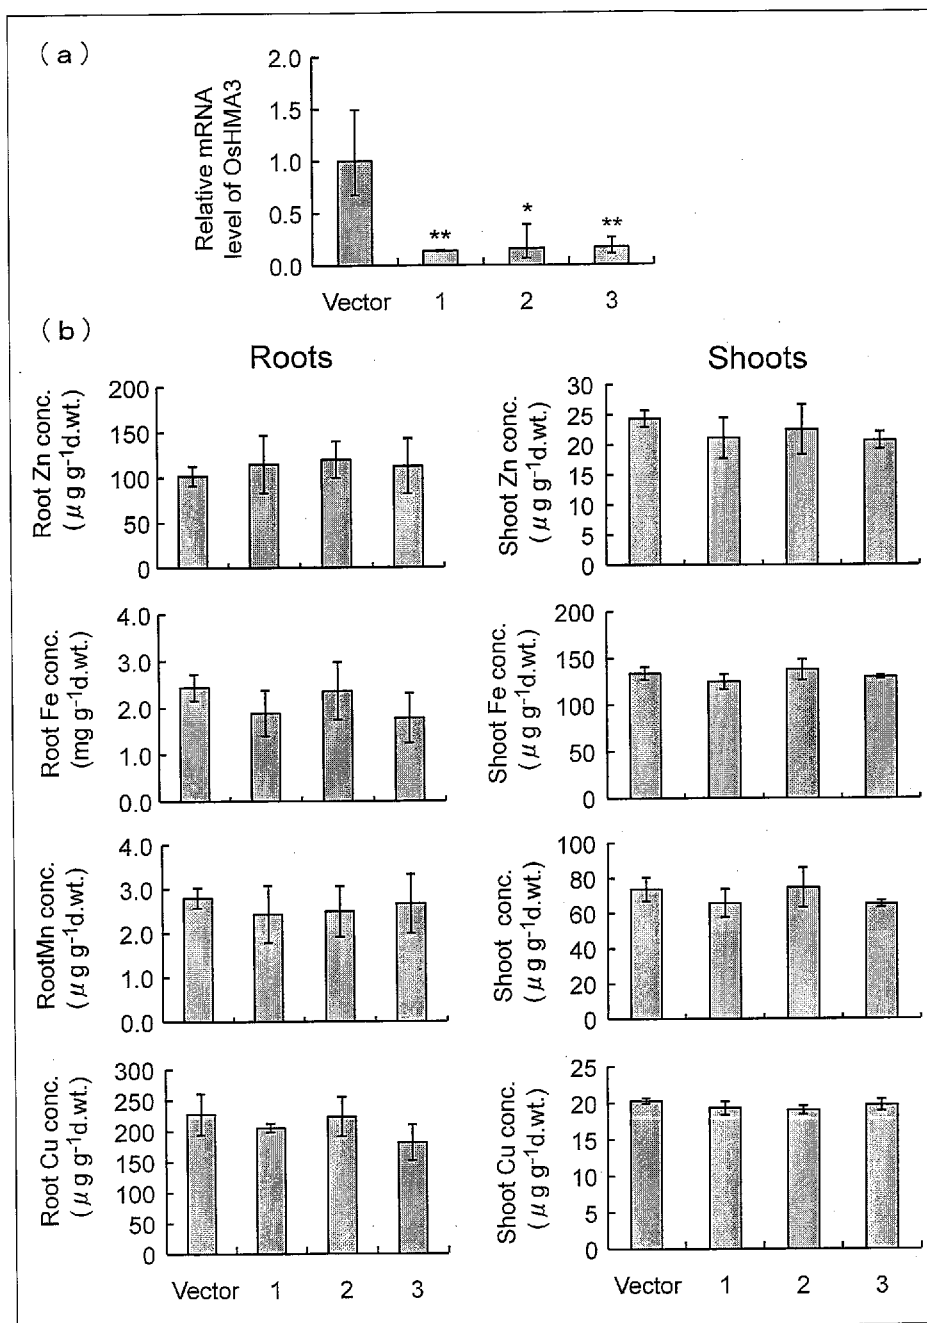 (a)
Relative mRNA
level of OsHMA3
2.0
1.5
1.0
0.5
0.0
** * **
Vector 1 2 3
(b)
Roots Shoots
Root Zn conc.
(μg g⁻¹d.wt.)
200
150
100
50
0
Shoot Zn conc.
(μg g⁻¹d.wt.)
30
25
20
15
10
5
0
Root Fe conc.
(mg g⁻¹d.wt.)
4.0
3.0
2.0
1.0
0.0
Shoot Fe conc.
(μg g⁻¹d.wt.)
200
150
100
50
0
RootMn conc.
(μg g⁻¹d.wt.)
4.0
3.0
2.0
1.0
0.0
Shoot conc.
(μg g⁻¹d.wt.)
100
80
60
40
20
0
Root Cu conc.
(μg g⁻¹d.wt.)
300
250
200
150
100
50
0
Shoot Cu conc.
(μg g⁻¹d.wt.)
25
20
15
10
5
0
Vector 1 2 3
Vector 1 2 3